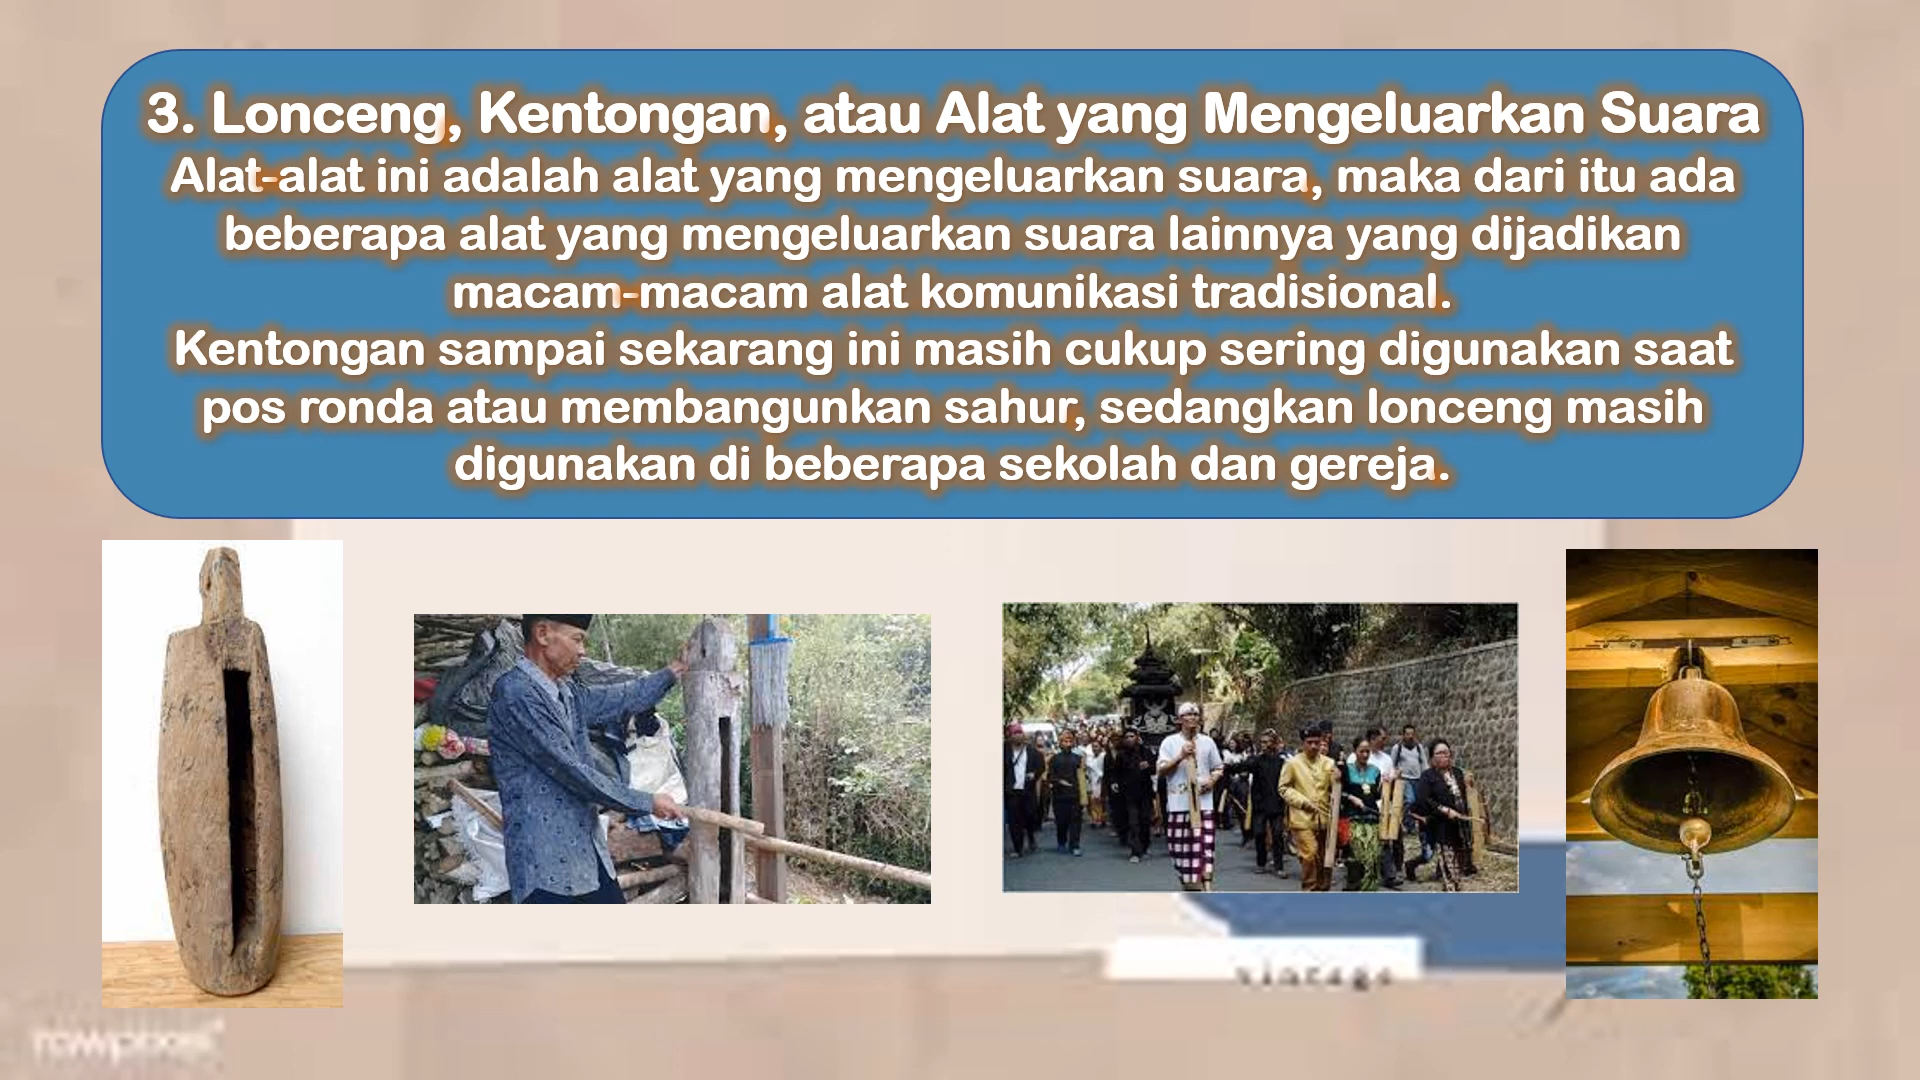 3. Lonceng, Kentongan, atau Alat yang Mengeluarkan Suara
Alat-alat ini adalah alat yang mengeluarkan suara, maka dari itu ada
beberapa alat yang mengeluarkan suara lainnya yang dijadikan
macam-macam alat komunikasi tradisional.
Kentongan sampai sekarang ini masih cukup sering digunakan saat
pos ronda atau membangunkan sahur, sedangkan lonceng masih
digunakan di beberapa sekolah dan gereja.
vintage
rawpixel